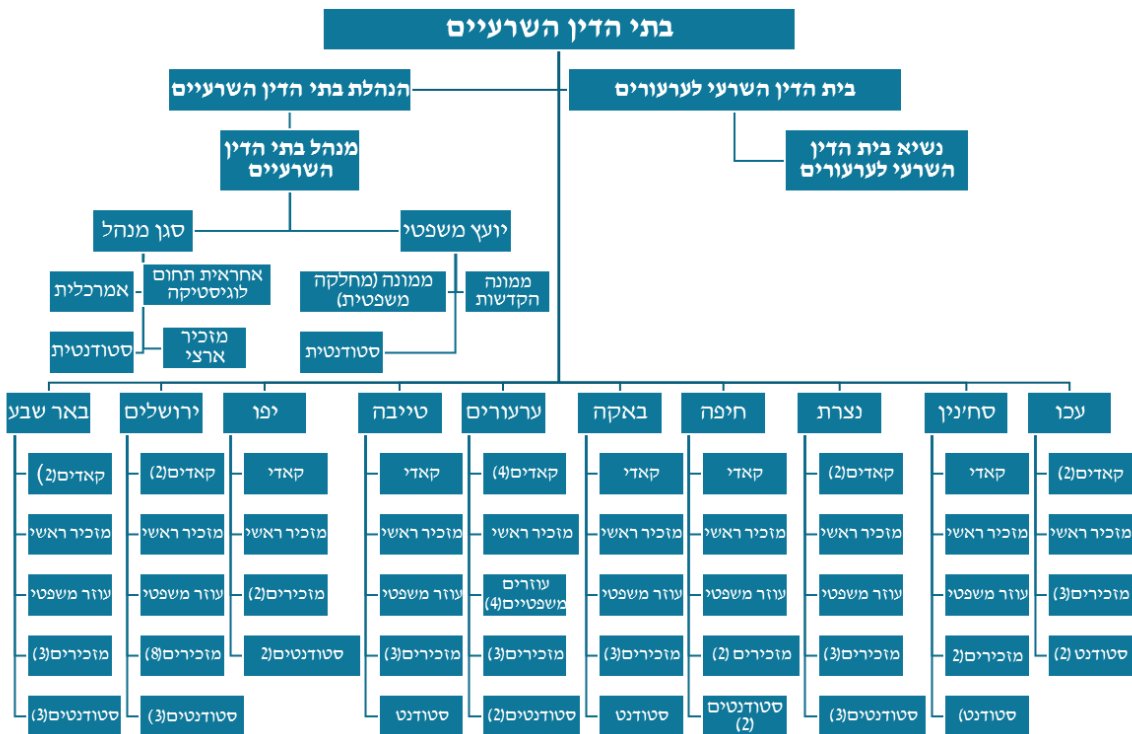 בתי הדין השרעיים
בית הדין השרעי לערעורים
הנהלת בתי הדין השרעיים
נשיא בית הדין
השרעי לערעורים
מנהל בתי הדין
השרעיים
יועץ משפטי
סגן מנהל
ממונה
הקדשות
ממונה (מחלקה
משפטית)
אחראית תחום
לוגיסטיקה
אמרכלית
סטודנטית
מזכיר
ארצי
סטודנטית
עכו
סח'נין
נצרת
חיפה
באקה
ערעורים
טייבה
יפו
ירושלים
באר שבע
קאדים(2)
קאדי
קאדים(2)
קאדי
קאדי
קאדים(4)
קאדי
קאדי
קאדים(2)
קאדים(2)
מזכיר ראשי
מזכיר ראשי
מזכיר ראשי
מזכיר ראשי
מזכיר ראשי
מזכיר ראשי
מזכיר ראשי
מזכיר ראשי
מזכיר ראשי
מזכיר ראשי
מזכירים(3)
עוזר משפטי
עוזר משפטי
עוזר משפטי
עוזר משפטי
עוזרים
משפטיים(4)
עוזר משפטי
מזכירים(2)
עוזר משפטי
עוזר משפטי
סטודנט (2)
מזכירים(2
מזכירים(3)
מזכירים (2)
מזכירים(3)
מזכירים(3)
מזכירים(3)
סטודנטים(2
מזכירים(8)
מזכירים(3)
סטודנט)
סטודנטים(3)
סטודנטים
(2)
סטודנט
סטודנטים(2)
סטודנט
סטודנטים(3)
סטודנטים(3)